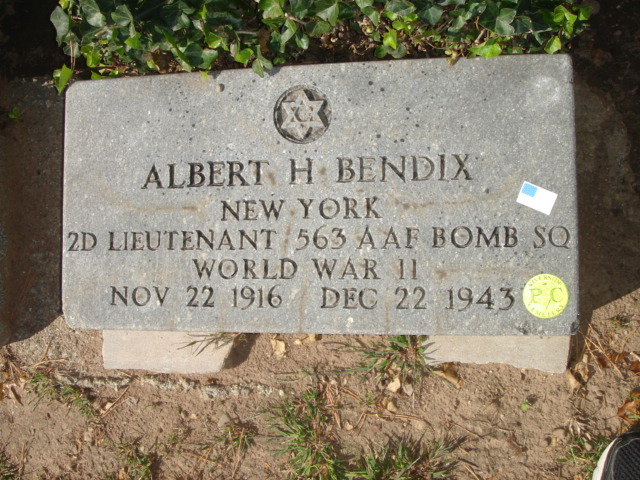 ALBERT H BENDIX
NEW YORK
2D LIEUTENANT 563 AAF BOMB SQ
WORLD WAR II
NOV 22 1916 DEC 22 1943
PC